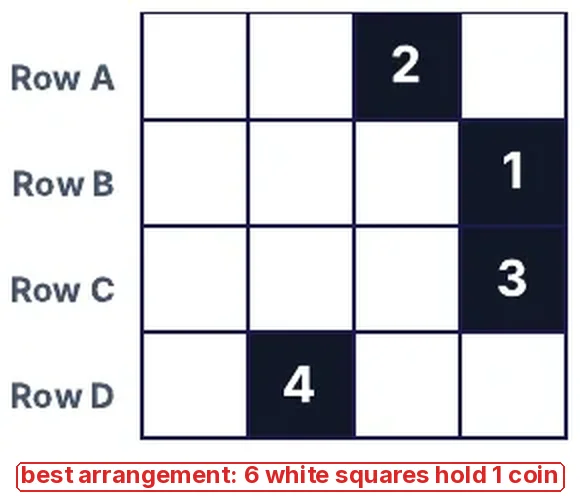 Row A 2
Row B 1
Row C 3
Row D 4
best arrangement: 6 white squares hold 1 coin